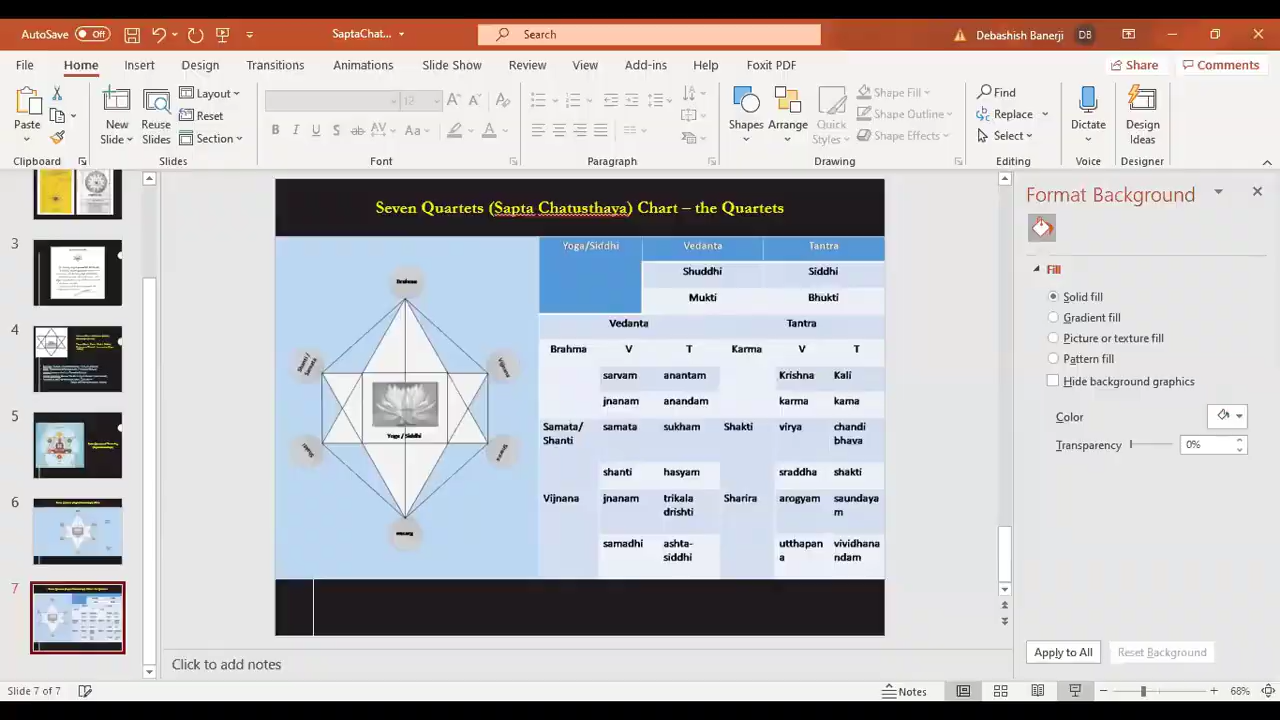 AutoSave Off
SaptaChat...
Search
Debashish Banerji DB
File Home Insert Design Transitions Animations Slide Show Review View Add-ins Help Foxit PDF
Share Comments
Paste
New Slide
Reuse Slides
Layout
Reset
Section
12
Aa
Shapes
Arrange
Quick Styles
Shape Fill
Shape Outline
Shape Effects
Find
Replace
Select
Dictate
Design Ideas
Clipboard Slides Font Paragraph Drawing Editing Voice Designer
3
4
5
6
7
Seven Quartets (Sapta Chatusthaya) Chart – the Quartets
Brahma
Yoga / Siddhi
Yoga/Siddhi Vedanta Tantra
Shuddhi Siddhi
Mukti Bhukti
Vedanta Tantra
Brahma V T Karma V T
sarvam anantam Krishna Kali
jnanam anandam karma kama
Samata/ samata sukham Shakti virya chandi
Shanti bhava
shanti hasyam sraddha shakti
Vijnana jnanam trikala Sharira arogyam saundaya
drishti m
samadhi ashta- utthapan vividhana
siddhi a ndam
Format Background
Fill
Solid fill
Gradient fill
Picture or texture fill
Pattern fill
Hide background graphics
Color
Transparency 0%
Apply to All Reset Background
Click to add notes
Slide 7 of 7
Notes
68%